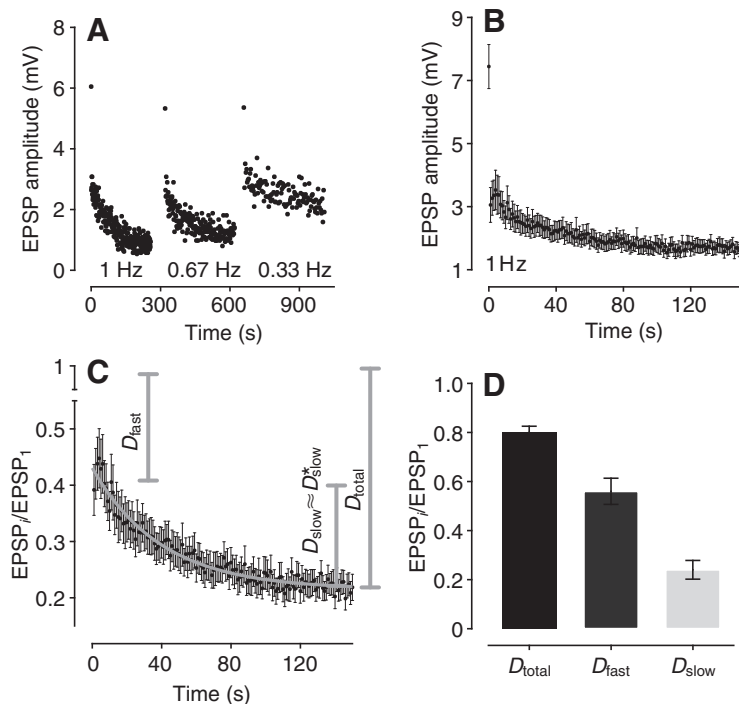 A
EPSP amplitude (mV)
8
6
4
2
0
1 Hz 0.67 Hz 0.33 Hz
0 300 600 900
Time (s)
B
EPSP amplitude (mV)
9
7
5
3
1
1Hz
0 40 80 120
Time (s)
C
EPSPi/EPSP1
1
0.5
0.4
0.3
0.2
Dfast
Dslow ≈ D*slow
Dtotal
0 40 80 120
Time (s)
D
EPSPi/EPSP1
1.0
0.8
0.6
0.4
0.2
0
Dtotal Dfast Dslow